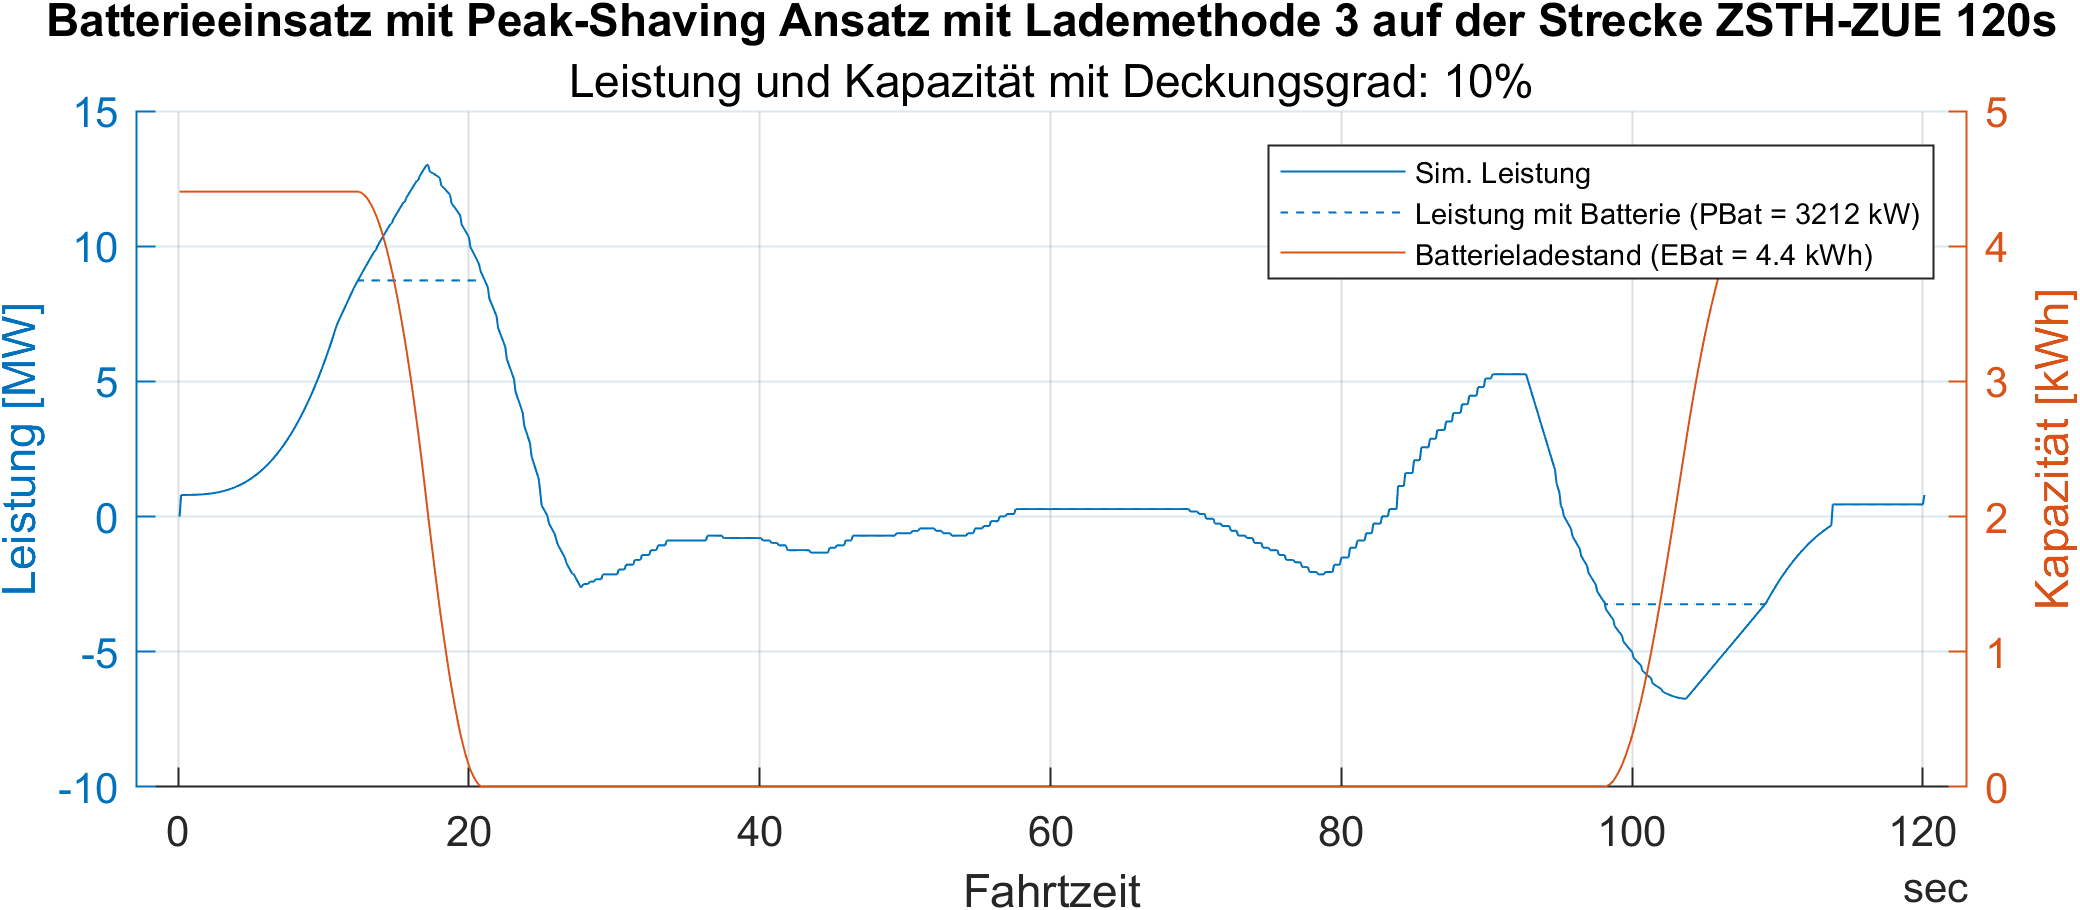 Batterieeinsatz mit Peak-Shaving Ansatz mit Lademethode 3 auf der Strecke ZSTH-ZUE 120s
Leistung und Kapazität mit Deckungsgrad: 10%
15
10
5
0
-5
-10
Leistung [MW]
Sim. Leistung
Leistung mit Batterie (PBat = 3212 kW)
Batterieladestand (EBat = 4.4 kWh)
5
4
3
2
1
0
Kapazität [kWh]
0 20 40 60 80 100 120
Fahrtzeit
sec